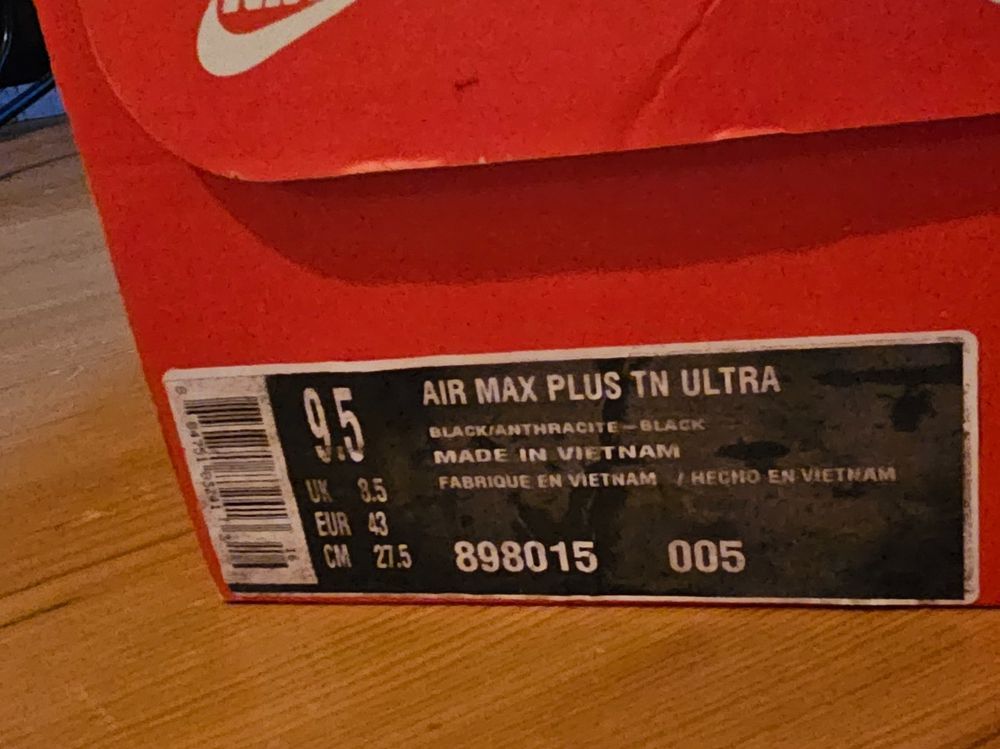 9.5
UK 8.5
EUR 43
CM 27.5
AIR MAX PLUS TN ULTRA
BLACK/ANTHRACITE-BLACK
MADE IN VIETNAM
FABRIQUE EN VIETNAM / HECHO EN VIETNAM
898015 005